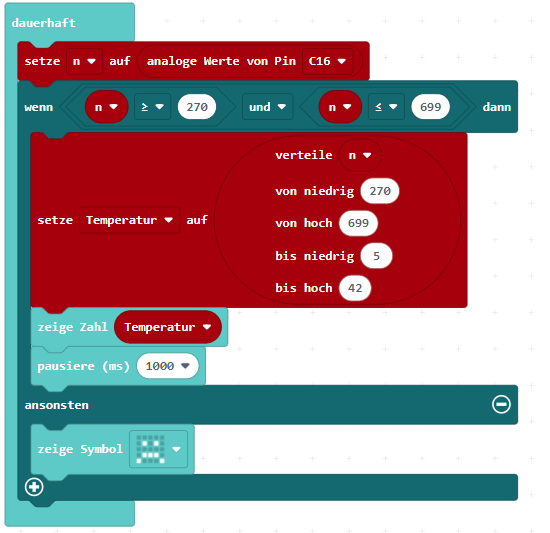 dauerhaft
setze n auf analoge Werte von Pin C16
wenn n ≥ 270 und n ≤ 699 dann
verteile n
von niedrig 270
setze Temperatur auf von hoch 699
bis niedrig 5
bis hoch 42
zeige Zahl Temperatur
pausiere (ms) 1000
ansonsten
zeige Symbol